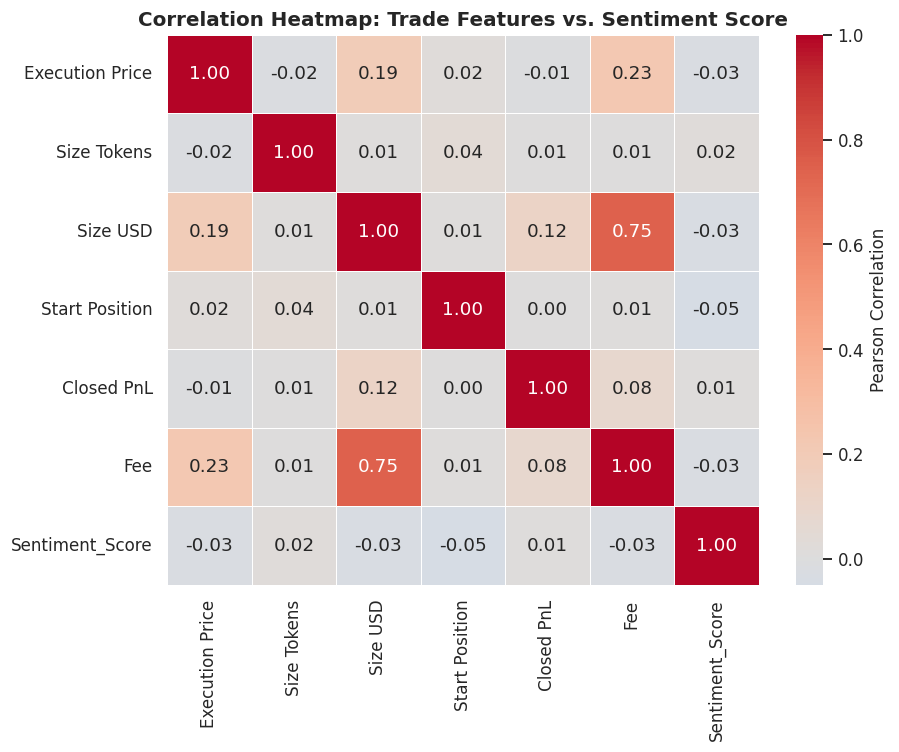 Correlation Heatmap: Trade Features vs. Sentiment Score
Execution Price 1.00 -0.02 0.19 0.02 -0.01 0.23 -0.03
Size Tokens -0.02 1.00 0.01 0.04 0.01 0.01 0.02
Size USD 0.19 0.01 1.00 0.01 0.12 0.75 -0.03
Start Position 0.02 0.04 0.01 1.00 0.00 0.01 -0.05
Closed PnL -0.01 0.01 0.12 0.00 1.00 0.08 0.01
Fee 0.23 0.01 0.75 0.01 0.08 1.00 -0.03
Sentiment_Score -0.03 0.02 -0.03 -0.05 0.01 -0.03 1.00
Execution Price
Size Tokens
Size USD
Start Position
Closed PnL
Fee
Sentiment_Score
1.0
0.8
0.6
0.4
0.2
0.0
Pearson Correlation